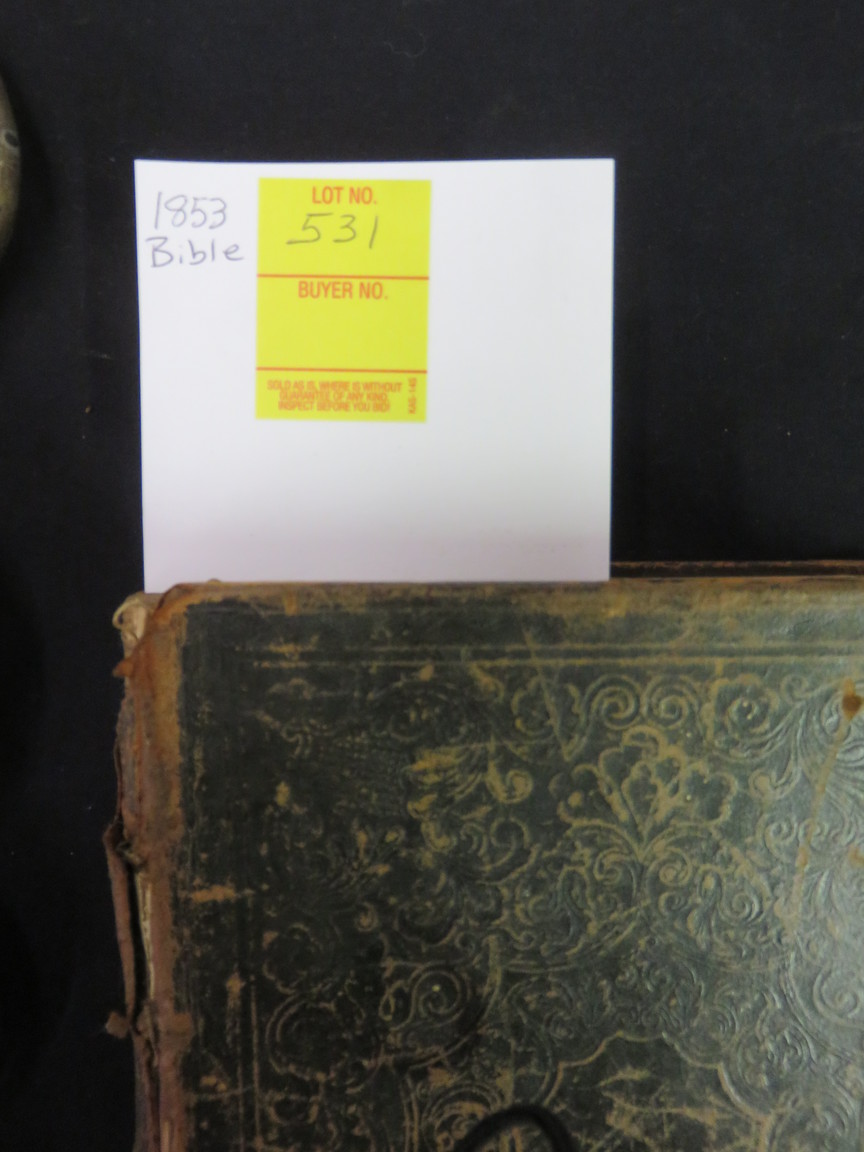 1853
Bible
LOT NO.
531
BUYER NO.
SOLD AS IS, WHERE IS WITHOUT
GUARANTEE OF ANY KIND.
INSPECT BEFORE YOU BID!